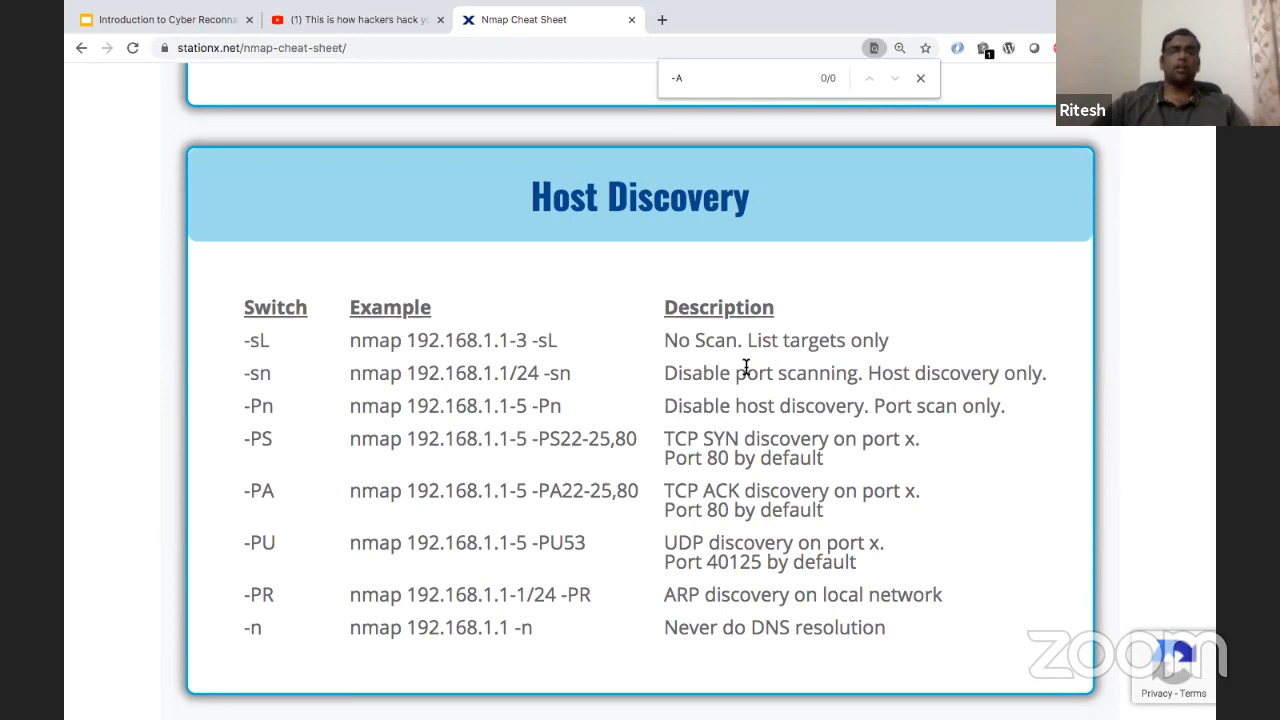 Introduction to Cyber Reconna
(1) This is how hackers hack yo
Nmap Cheat Sheet
stationx.net/nmap-cheat-sheet/
1
-A
0/0
Ritesh
Host Discovery
Switch Example Description
-sL nmap 192.168.1.1-3 -sL No Scan. List targets only
-sn nmap 192.168.1.1/24 -sn Disable port scanning. Host discovery only.
-Pn nmap 192.168.1.1-5 -Pn Disable host discovery. Port scan only.
-PS nmap 192.168.1.1-5 -PS22-25,80 TCP SYN discovery on port x.
Port 80 by default
-PA nmap 192.168.1.1-5 -PA22-25,80 TCP ACK discovery on port x.
Port 80 by default
-PU nmap 192.168.1.1-5 -PU53 UDP discovery on port x.
Port 40125 by default
-PR nmap 192.168.1.1-1/24 -PR ARP discovery on local network
-n nmap 192.168.1.1 -n Never do DNS resolution
zoom
Privacy - Terms